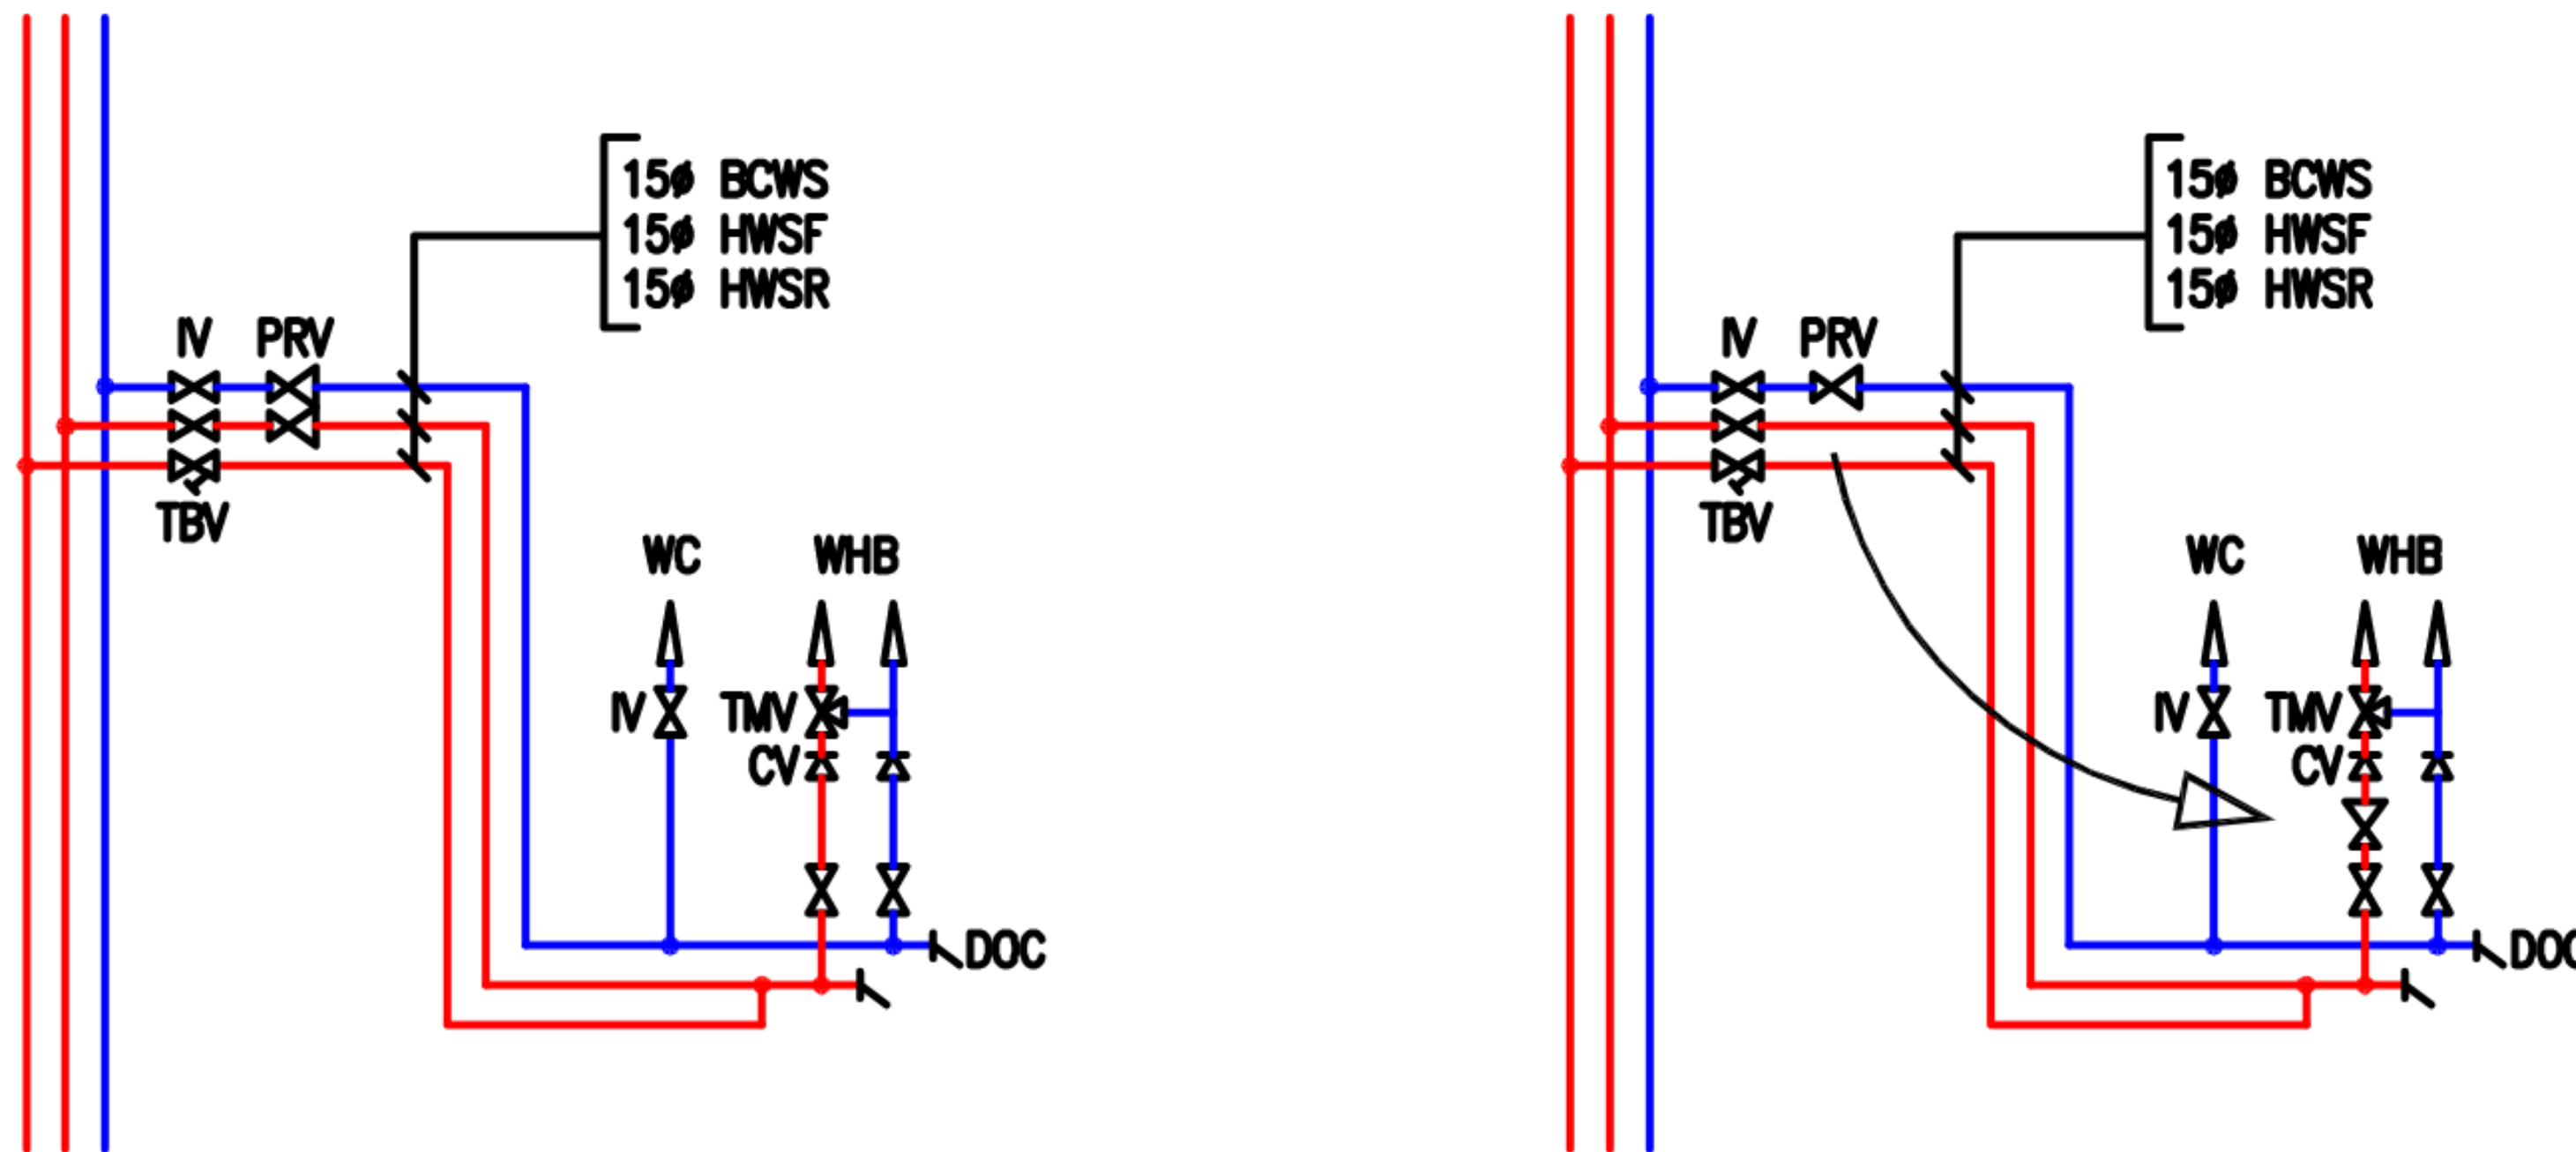 15ø BCWS
15ø HWSF
15ø HWSR
IV PRV
TBV
WC WHB
IV TMV
CV
DOC
15ø BCWS
15ø HWSF
15ø HWSR
IV PRV
TBV
WC WHB
IV TMV
CV
DOC